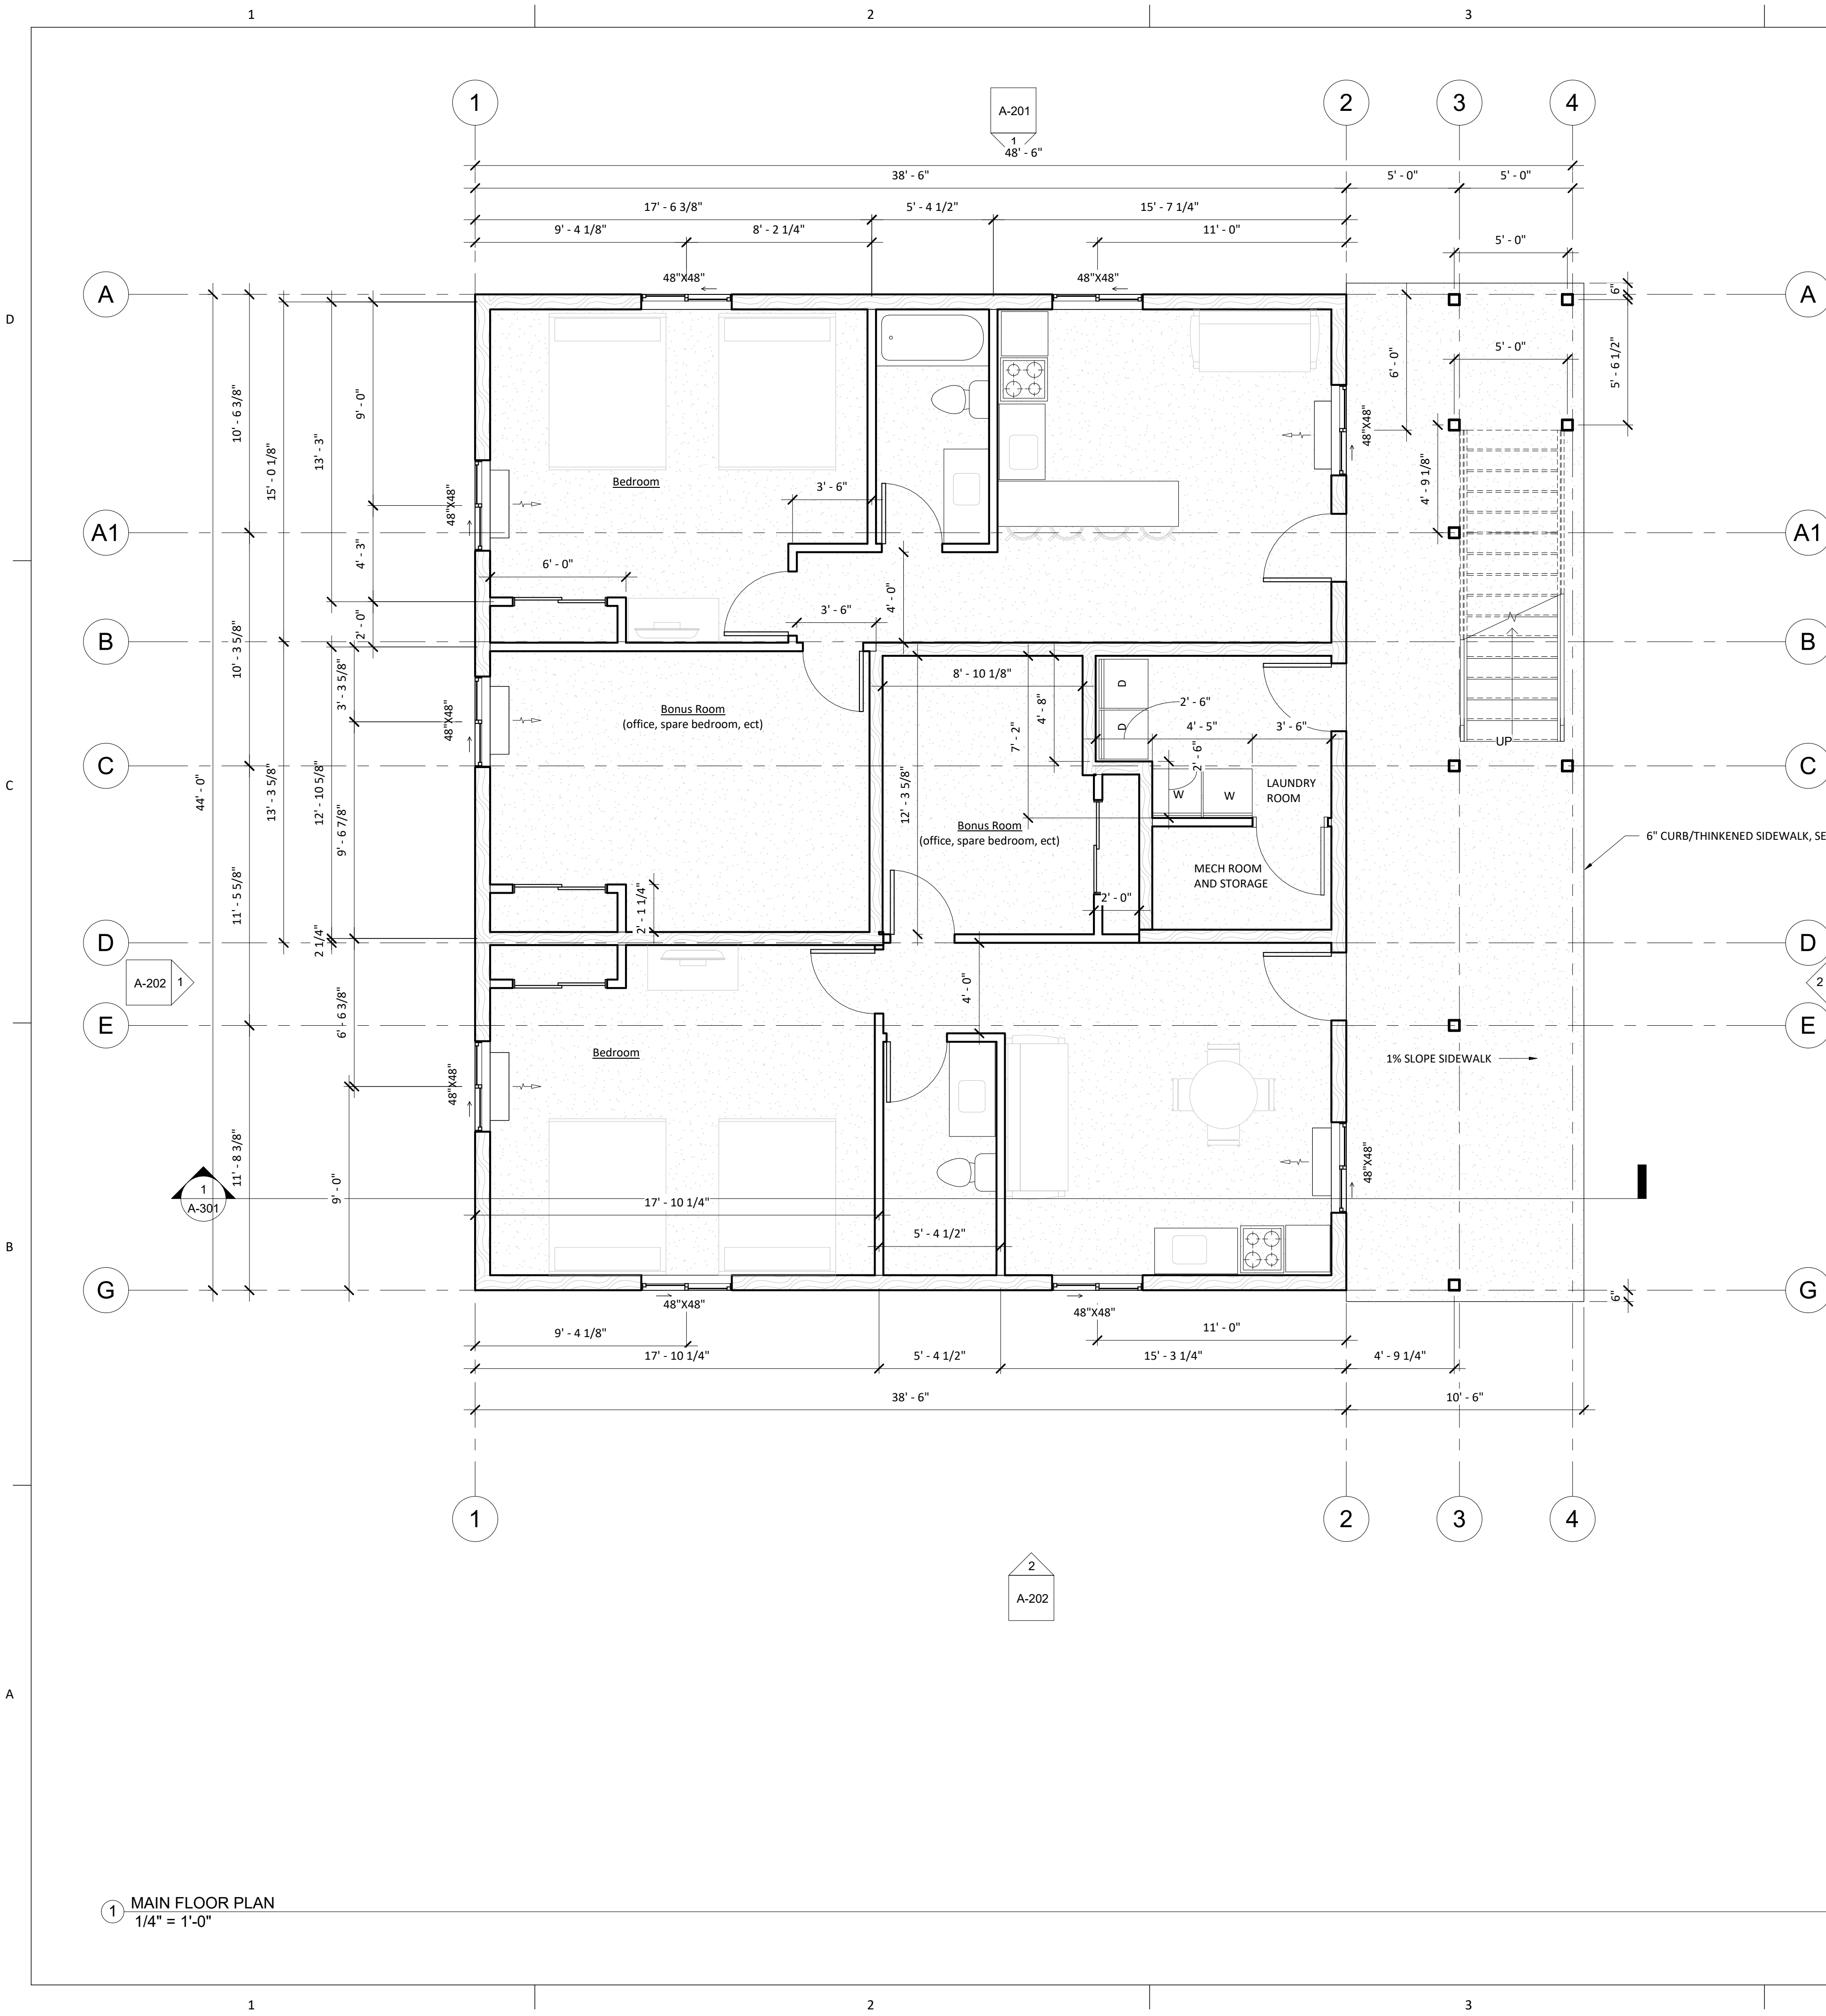 1
2
3
1
2
3
4
A-201
1
48' - 6"
38' - 6"
5' - 0"
5' - 0"
17' - 6 3/8"
5' - 4 1/2"
15' - 7 1/4"
9' - 4 1/8"
8' - 2 1/4"
11' - 0"
5' - 0"
48"X48"
48"X48"
A
A
6"
D
5' - 0"
6' - 0"
5' - 6 1/2"
10' - 6 3/8"
9' - 0"
13' - 3"
15' - 0 1/8"
48"X48"
4' - 9 1/8"
Bedroom
3' - 6"
48"X48"
A1
A1
4' - 3"
6' - 0"
4' - 0"
3' - 6"
2' - 0"
B
B
10' - 3 5/8"
3' - 3 5/8"
8' - 10 1/8"
4' - 8"
D
2' - 6"
Bonus Room
(office, spare bedroom, ect)
48"X48"
7' - 2"
D
4' - 5"
3' - 6"
UP
2' - 6"
C
C
C
44' - 0"
13' - 3 5/8"
12' - 10 5/8"
9' - 6 7/8"
12' - 3 5/8"
W
W
LAUNDRY
ROOM
Bonus Room
(office, spare bedroom, ect)
6" CURB/THINKENED SIDEWALK, SE
MECH ROOM
AND STORAGE
11' - 5 5/8"
2' - 1 1/4"
2' - 0"
D
D
2 1/4"
A-202
1
4' - 0"
2
6' - 6 3/8"
E
E
Bedroom
1% SLOPE SIDEWALK
48"X48"
11' - 8 3/8"
9' - 0"
48"X48"
1
A-301
17' - 10 1/4"
5' - 4 1/2"
B
G
G
6"
48"X48"
48"X48"
9' - 4 1/8"
11' - 0"
17' - 10 1/4"
5' - 4 1/2"
15' - 3 1/4"
4' - 9 1/4"
38' - 6"
10' - 6"
1
2
3
4
2
A-202
A
1
MAIN FLOOR PLAN
1/4" = 1'-0"
1
2
3